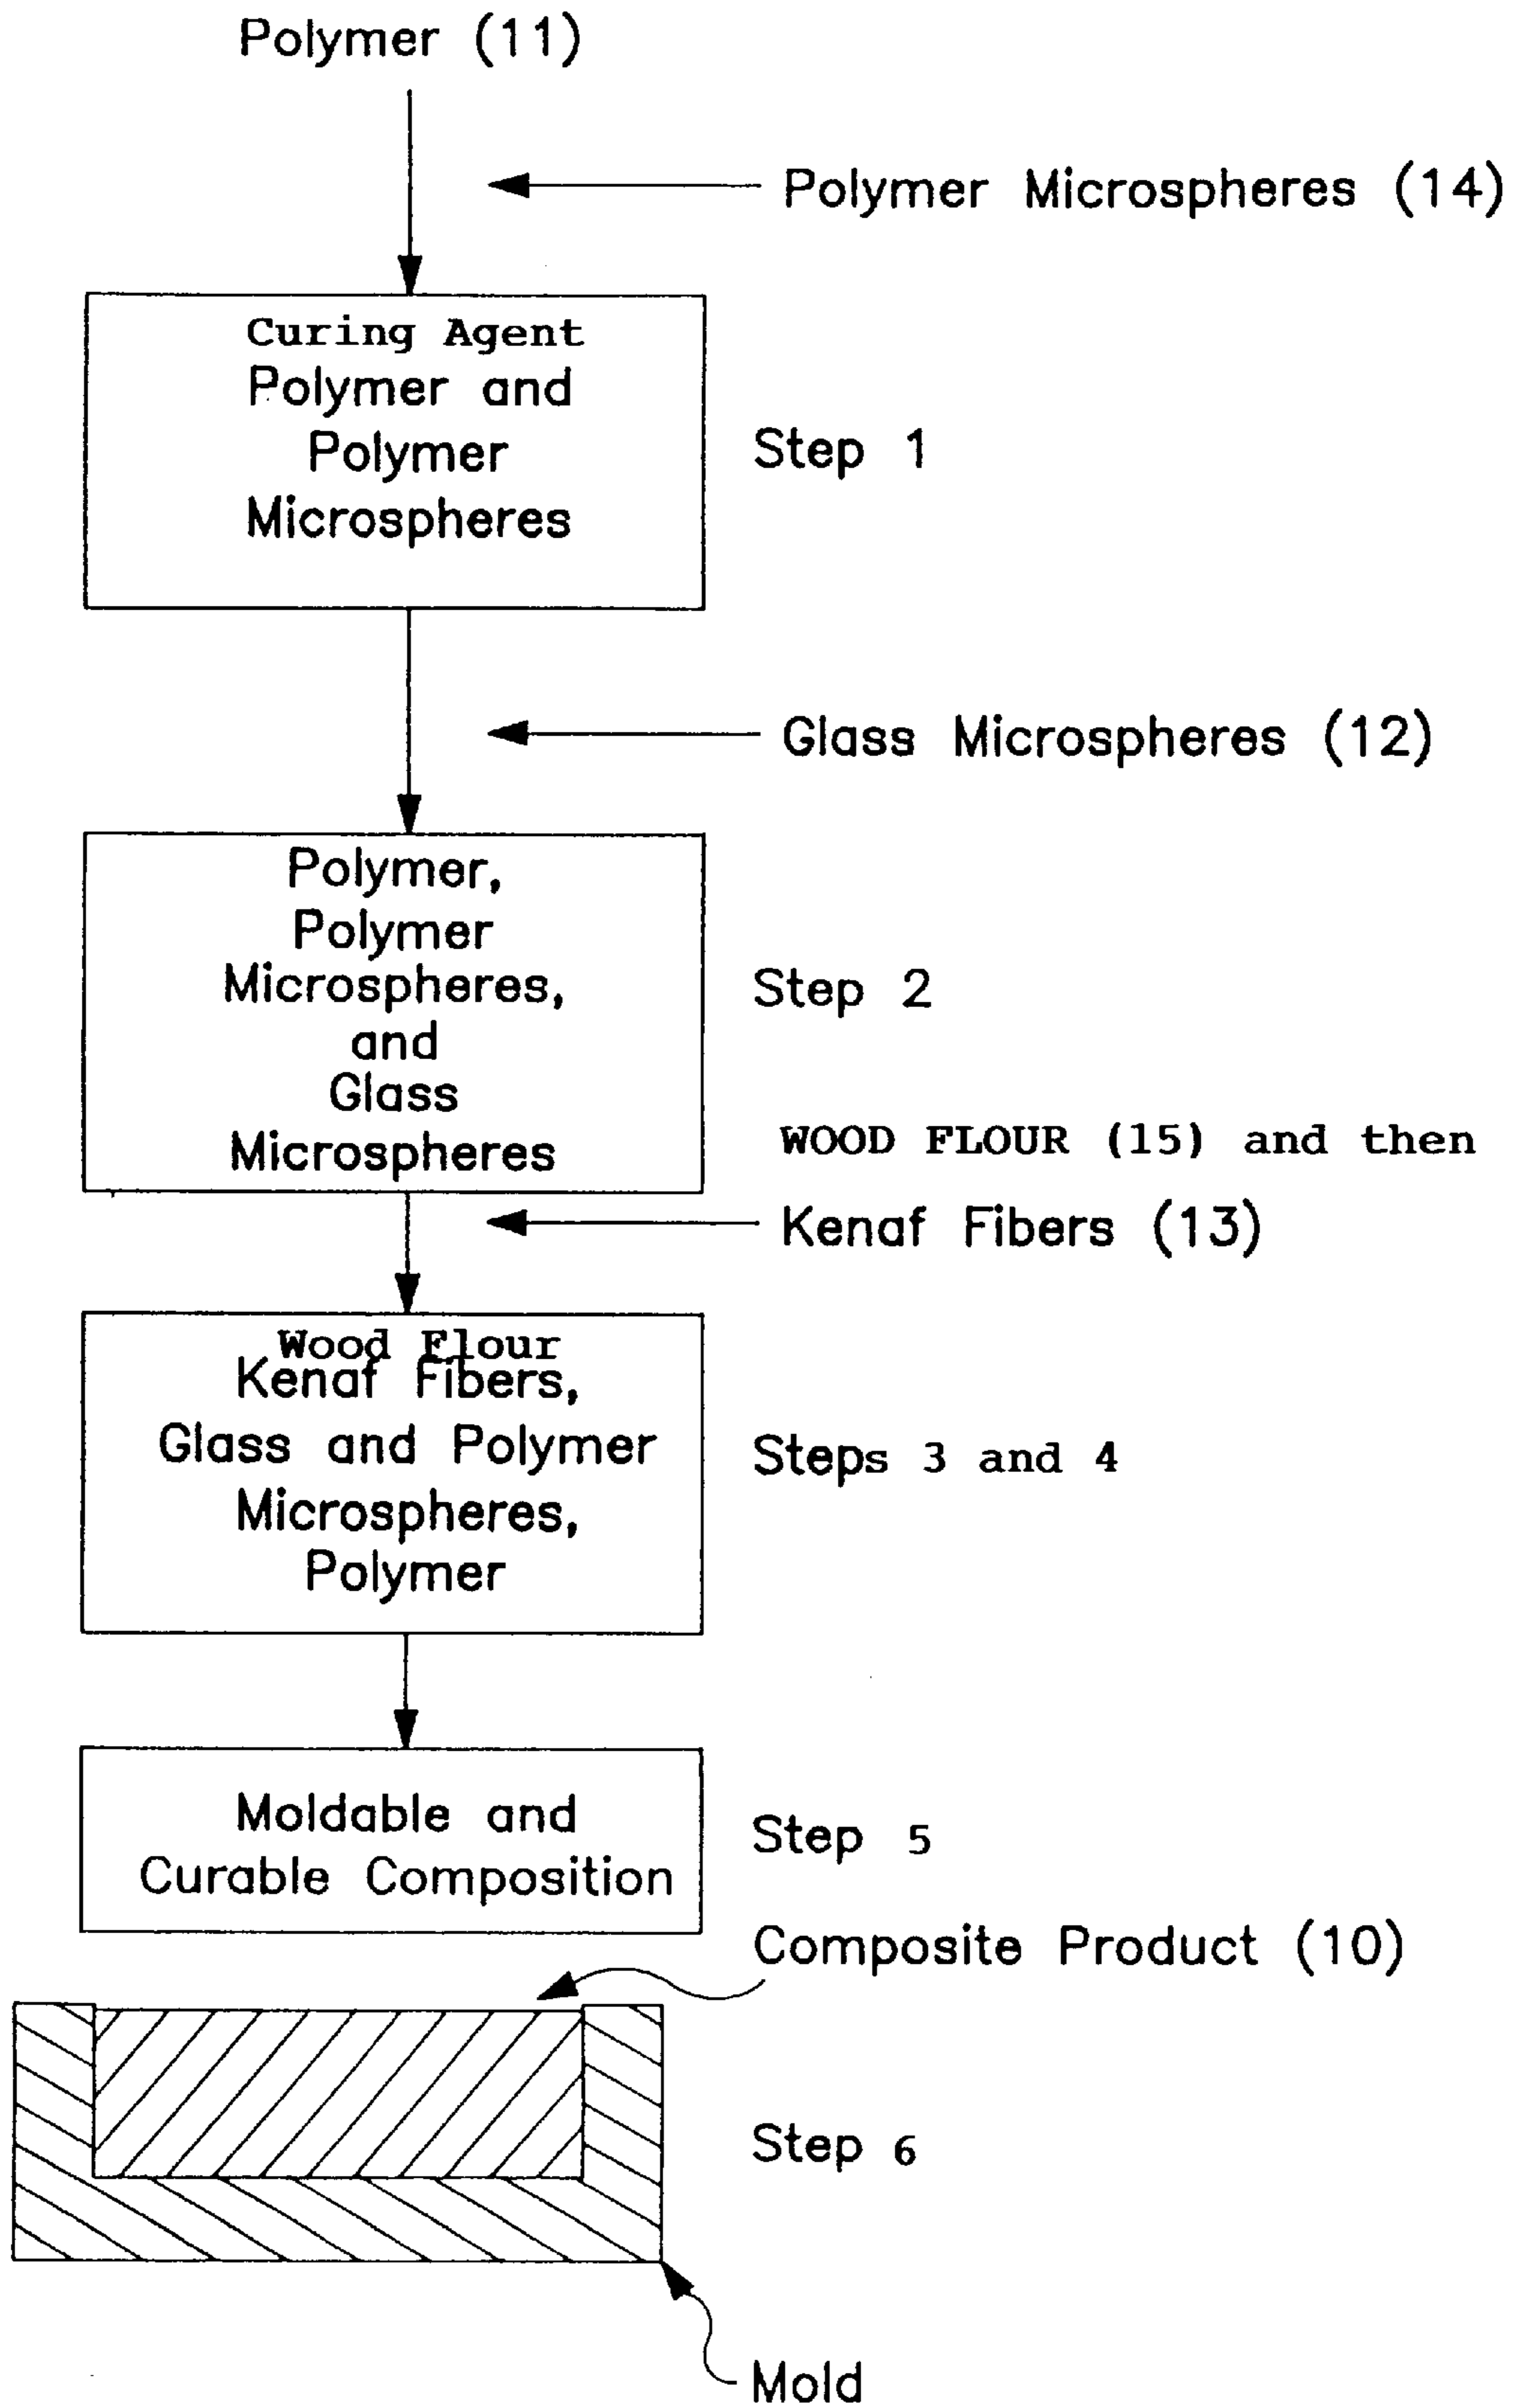 Polymer (11)
Polymer Microspheres (14)
Curing Agent
Polymer and
Polymer
Microspheres
Step 1
Glass Microspheres (12)
Polymer,
Polymer
Microspheres,
and
Glass
Microspheres
Step 2
WOOD FLOUR (15) and then
Kenaf Fibers (13)
Wood Flour
Kenaf Fibers,
Glass and Polymer
Microspheres,
Polymer
Steps 3 and 4
Moldable and
Curable Composition
Step 5
Composite Product (10)
Step 6
Mold